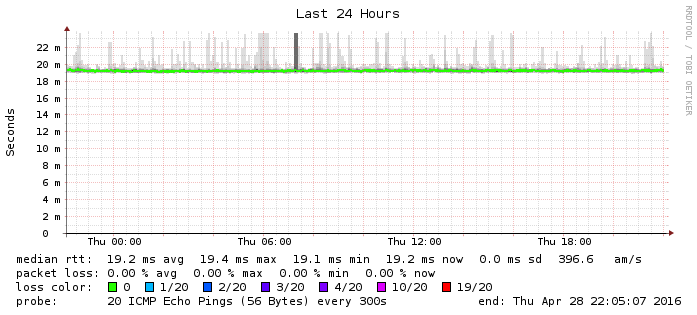 Last 24 Hours
RRDTOOL / TOBI OETIKER
Seconds
22 m
20 m
18 m
16 m
14 m
12 m
10 m
8 m
6 m
4 m
2 m
0
Thu 00:00 Thu 06:00 Thu 12:00 Thu 18:00
median rtt: 19.2 ms avg 19.4 ms max 19.1 ms min 19.2 ms now 0.0 ms sd 396.6 am/s
packet loss: 0.00 % avg 0.00 % max 0.00 % min 0.00 % now
loss color: 0 1/20 2/20 3/20 4/20 10/20 19/20
probe: 20 ICMP Echo Pings (56 Bytes) every 300s end: Thu Apr 28 22:05:07 2016